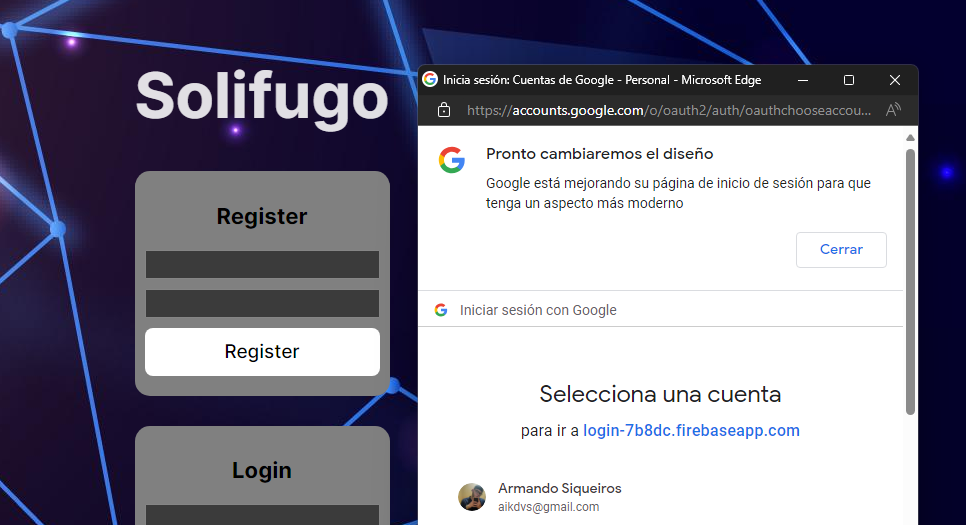 Solifugo
Register
Register
Login
Inicia sesión: Cuentas de Google - Personal - Microsoft Edge
https://accounts.google.com/o/oauth2/auth/oauthchooseaccou...
Pronto cambiaremos el diseño
Google está mejorando su página de inicio de sesión para que
tenga un aspecto más moderno
Cerrar
Iniciar sesión con Google
Selecciona una cuenta
para ir a login-7b8dc.firebaseapp.com
Armando Siqueiros
aikdvs@gmail.com